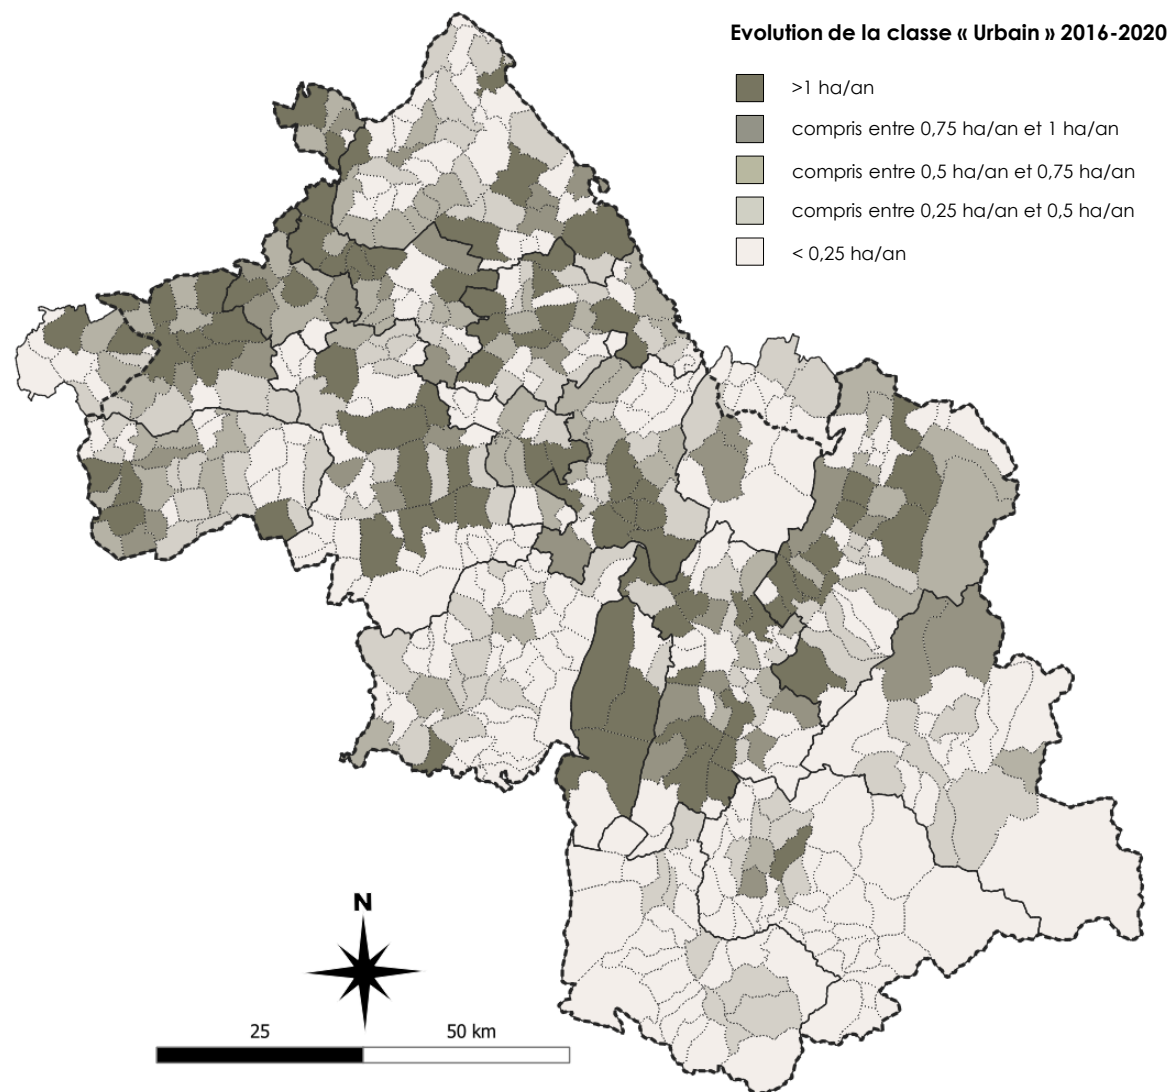 Evolution de la classe « Urbain » 2016-2020
>1 ha/an
compris entre 0,75 ha/an et 1 ha/an
compris entre 0,5 ha/an et 0,75 ha/an
compris entre 0,25 ha/an et 0,5 ha/an
< 0,25 ha/an
N
25 50 km